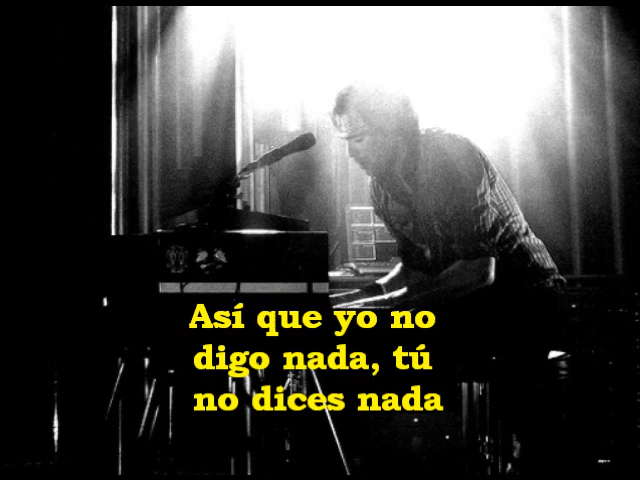 Así que yo no
digo nada, tú
no dices nada